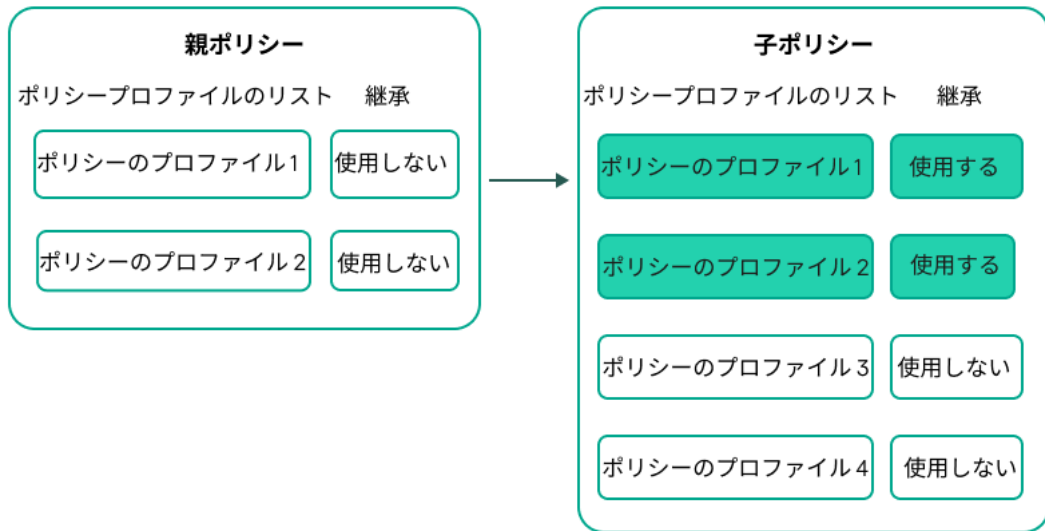 親ポリシー
ポリシープロファイルのリスト 継承
ポリシーのプロファイル 1 使用しない
ポリシーのプロファイル 2 使用しない
子ポリシー
ポリシープロファイルのリスト 継承
ポリシーのプロファイル 1 使用する
ポリシーのプロファイル 2 使用する
ポリシーのプロファイル 3 使用しない
ポリシーのプロファイル 4 使用しない